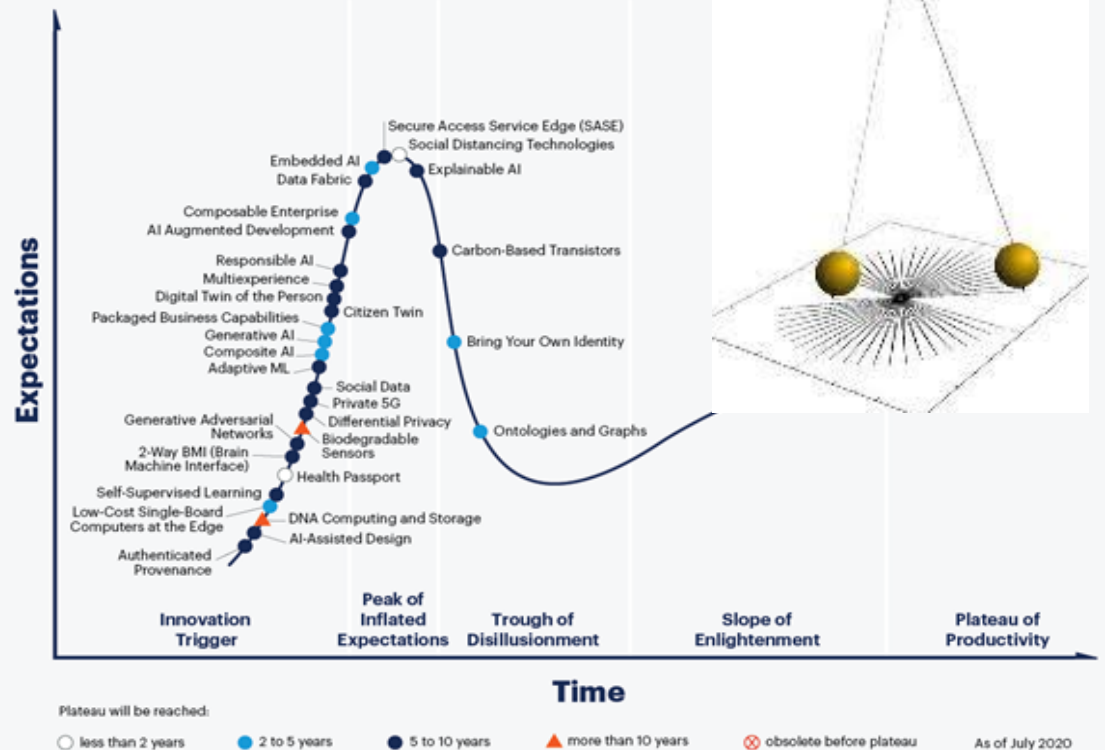 Secure Access Service Edge (SASE)
Social Distancing Technologies
Embedded AI
Explainable AI
Data Fabric
Composable Enterprise
AI Augmented Development
Carbon-Based Transistors
Responsible AI
Multiexperience
Digital Twin of the Person
Citizen Twin
Packaged Business Capabilities
Generative AI
Bring Your Own Identity
Composite AI
Adaptive ML
Social Data
Private 5G
Generative Adversarial
Networks
Differential Privacy
Ontologies and Graphs
Biodegradable
Sensors
2-Way BMI (Brain
Machine Interface)
Health Passport
Self-Supervised Learning
Low-Cost Single-Board
Computers at the Edge
DNA Computing and Storage
AI-Assisted Design
Authenticated
Provenance
Expectations
Innovation
Trigger
Peak of
Inflated
Expectations
Trough of
Disillusionment
Slope of
Enlightenment
Plateau of
Productivity
Time
Plateau will be reached:
less than 2 years
2 to 5 years
5 to 10 years
more than 10 years
obsolete before plateau
As of July 2020